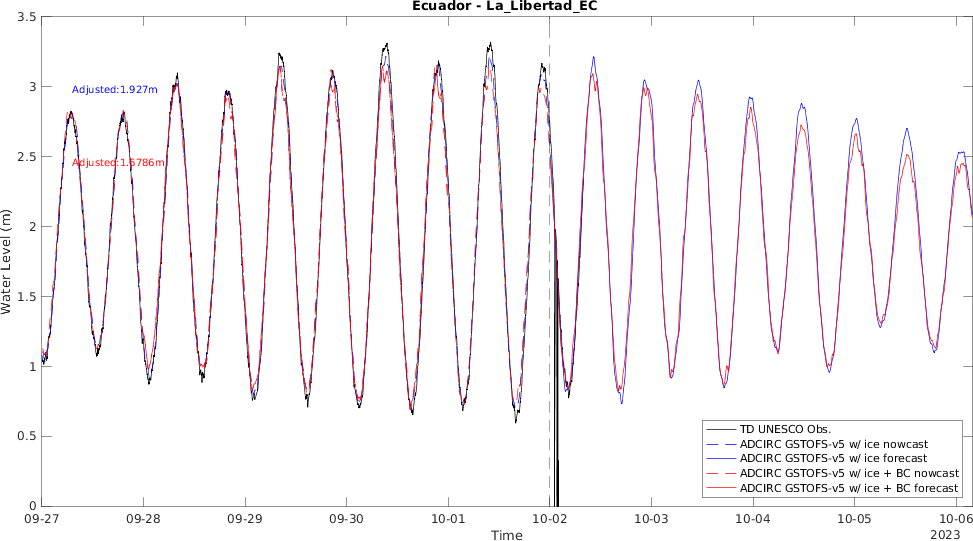 Ecuador - La_Libertad_EC
3.5
3
2.5
2
1.5
1
0.5
0
Water Level (m)
Adjusted:1.927m
Adjusted:1.5786m
TD UNESCO Obs.
ADCIRC GSTOFS-v5 w/ ice nowcast
ADCIRC GSTOFS-v5 w/ ice forecast
ADCIRC GSTOFS-v5 w/ ice + BC nowcast
ADCIRC GSTOFS-v5 w/ ice + BC forecast
09-27 09-28 09-29 09-30 10-01 10-02 10-03 10-04 10-05 10-06
Time
2023